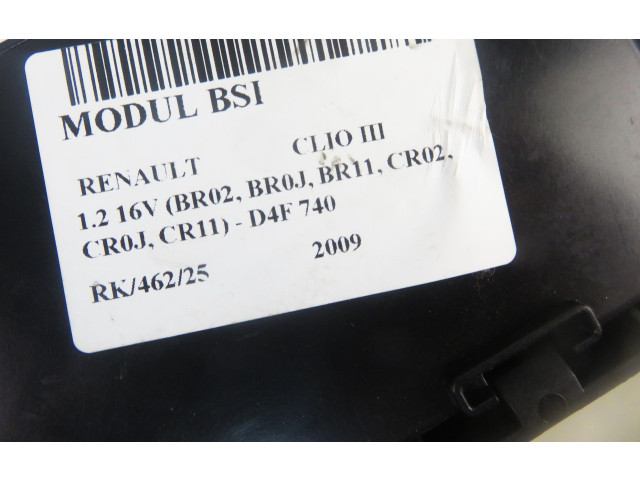 MODUL BSI
RENAULT CLIO III
1.2 16V (BR02, BR0J, BR11, CR02,
CR0J, CR11) - D4F 740
RK/462/25 2009